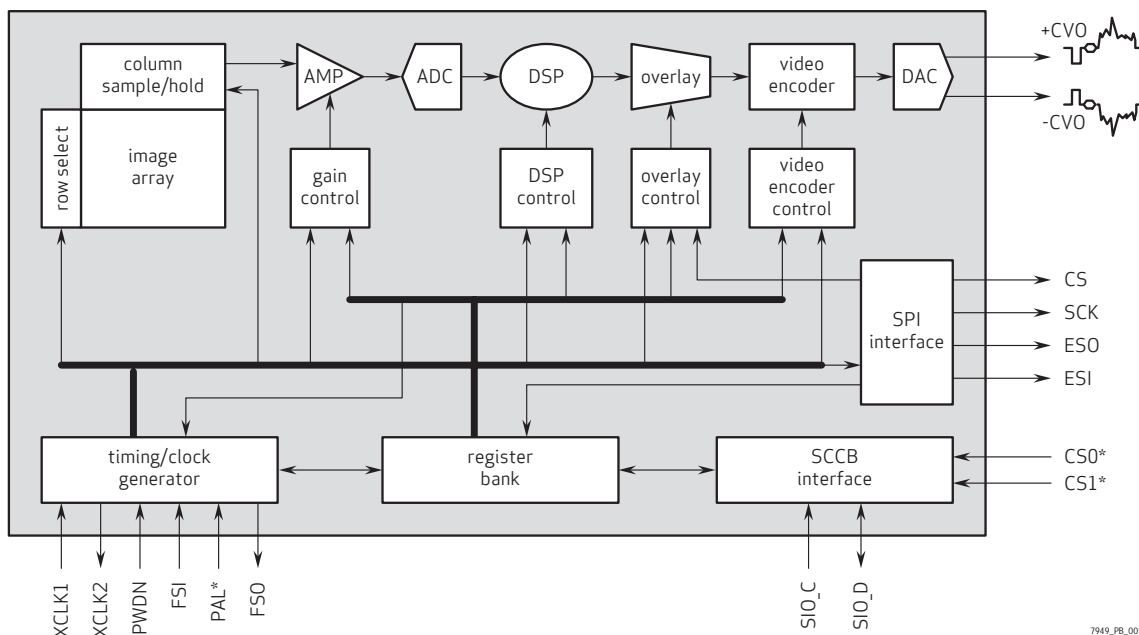 column
sample/hold
AMP
ADC
DSP
overlay
video
encoder
DAC
+CVO
-CVO
row select
image
array
gain
control
DSP
control
overlay
control
video
encoder
control
SPI
interface
CS
SCK
ESO
ESI
timing/clock
generator
register
bank
SCCB
interface
CS0*
CS1*
XCLK1
XCLK2
PWDN
FSI
PAL*
FSO
SIO_C
SIO_D